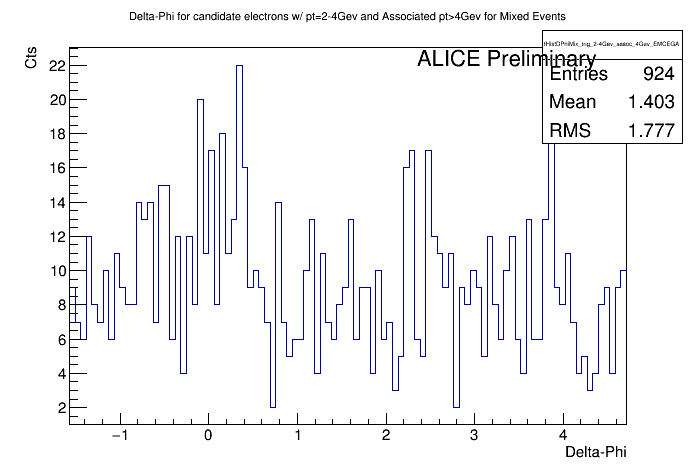 Delta-Phi for candidate electrons w/ pt=2-4Gev and Associated pt>4Gev for Mixed Events
Cts
ALICE Preliminary
fHistDPhiMix_trig_2-4Gev_assoc_4Gev_EMCEGA
Entries 924
Mean 1.403
RMS 1.777
22
20
18
16
14
12
10
8
6
4
2
−1 0 1 2 3 4
Delta-Phi